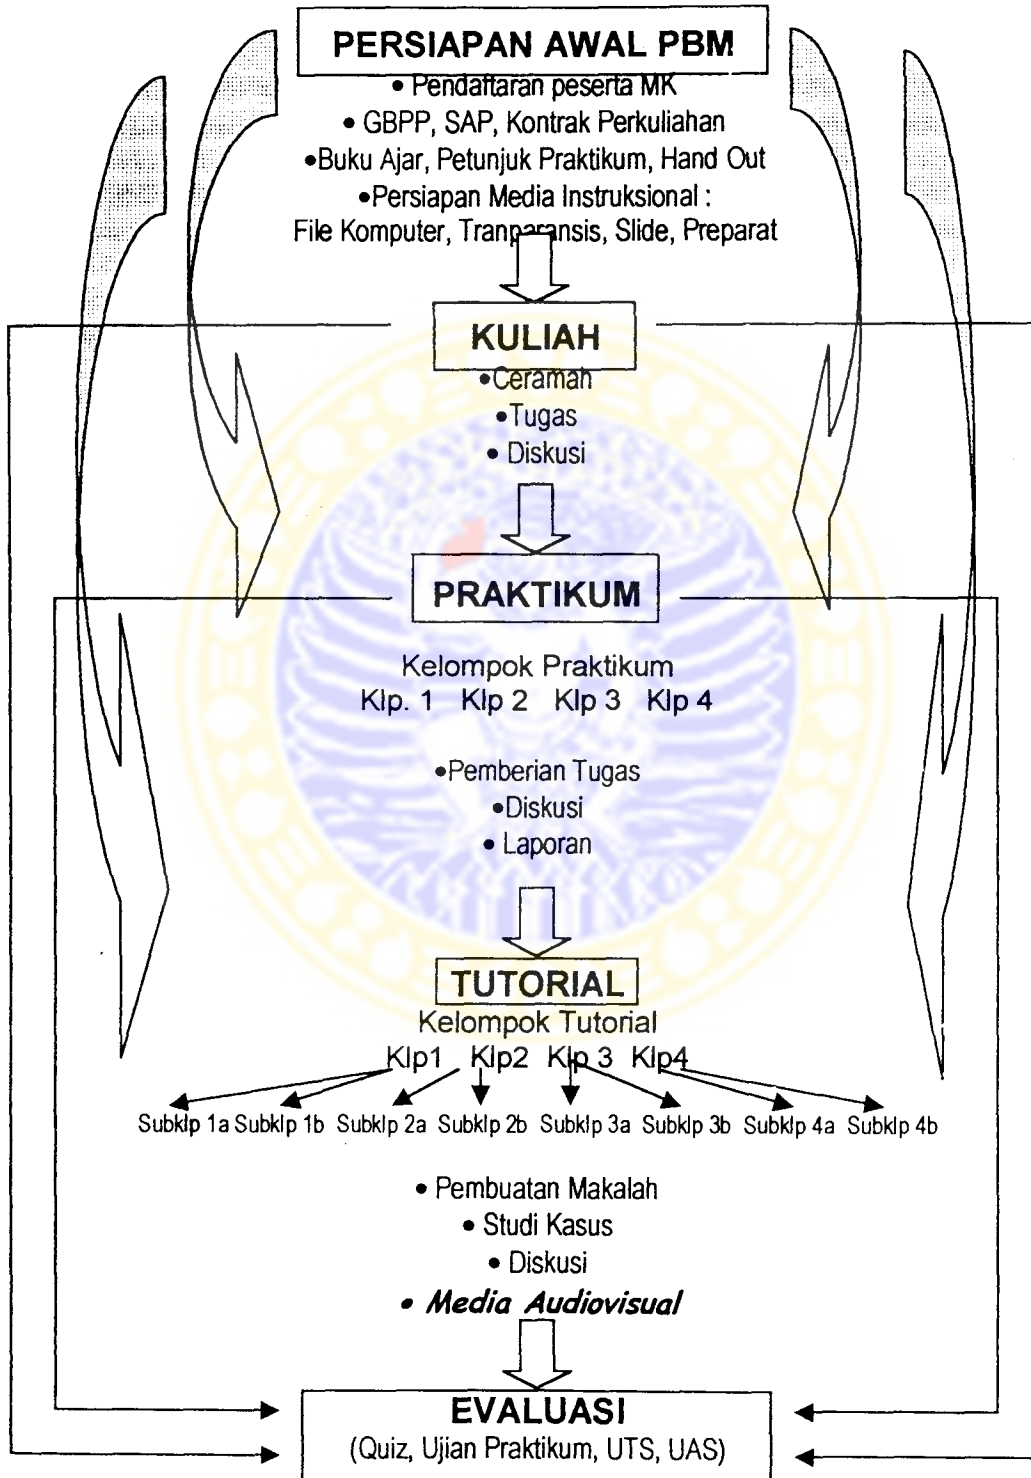 PERSIAPAN AWAL PBM
• Pendaftaran peserta MK
• GBPP, SAP, Kontrak Perkuliahan
•Buku Ajar, Petunjuk Praktikum, Hand Out
•Persiapan Media Instruksional :
File Komputer, Tranparansis, Slide, Preparat
KULIAH
•Ceramah
•Tugas
• Diskusi
PRAKTIKUM
Kelompok Praktikum
Klp. 1 Klp 2 Klp 3 Klp 4
•Pemberian Tugas
•Diskusi
• Laporan
TUTORIAL
Kelompok Tutorial
Klp1 Klp2 Klp 3 Klp4
Subklp 1a Subklp 1b Subklp 2a Subklp 2b Subklp 3a Subklp 3b Subklp 4a Subklp 4b
• Pembuatan Makalah
• Studi Kasus
• Diskusi
• Media Audiovisual
EVALUASI
(Quiz, Ujian Praktikum, UTS, UAS)